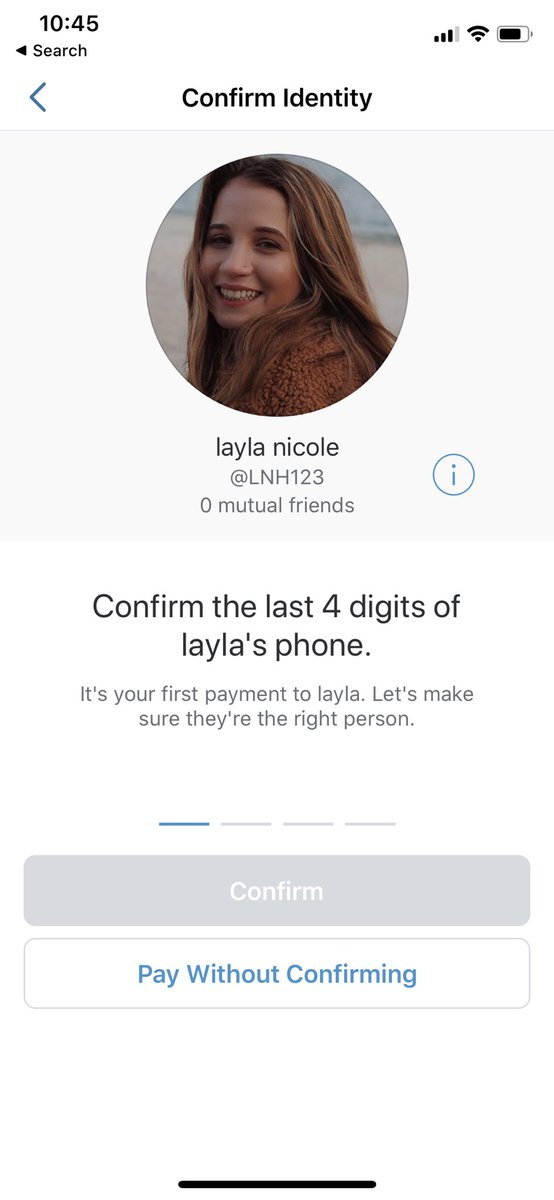 10:45
◀ Search
Confirm Identity
layla nicole
@LNH123
0 mutual friends
i
Confirm the last 4 digits of
layla's phone.
It's your first payment to layla. Let's make
sure they're the right person.
Confirm
Pay Without Confirming